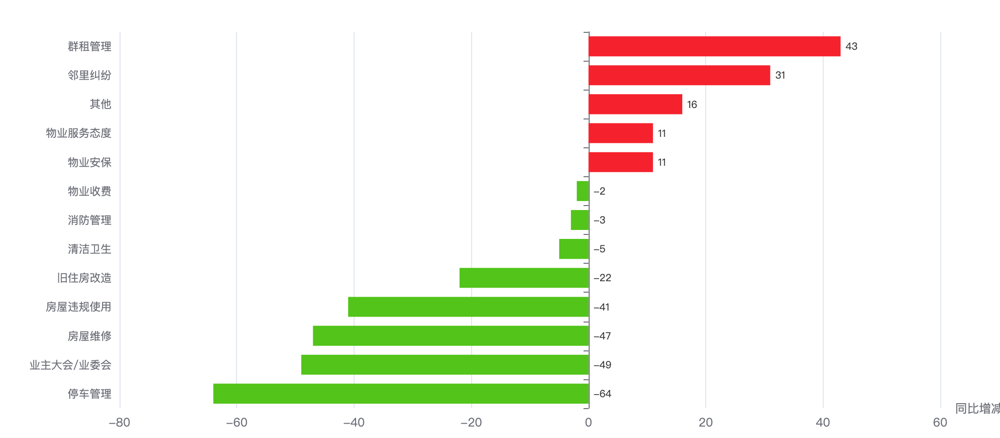 群租管理 43
邻里纠纷 31
其他 16
物业服务态度 11
物业安保 11
物业收费 -2
消防管理 -3
清洁卫生 -5
旧住房改造 -22
房屋违规使用 -41
房屋维修 -47
业主大会/业委会 -49
停车管理 -64
同比增减
-80 -60 -40 -20 0 20 40 60